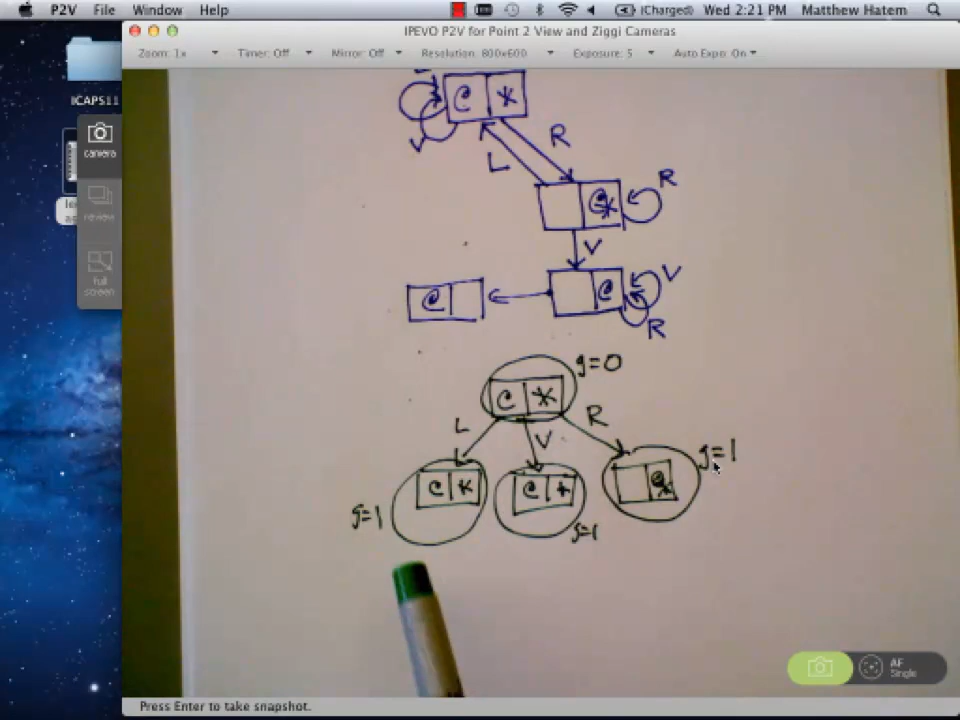 P2V File Edit Window Help (Charged) Wed 2:21 PM Matthew Hatem
IPEVO P2V for Point 2 View and Ziggi Cameras
Zoom: 1x Timer: Off Mirror: Off Resolution: 800x600 Exposure: 5 Auto Expo: On
ICAPS11
camera
review
full
screen
C *
V
L R
C* R
V
C C V
R
g=0
C *
L V R
g=1
C * C * C*
g=1 g=1
AF
Single
Press Enter to take snapshot.